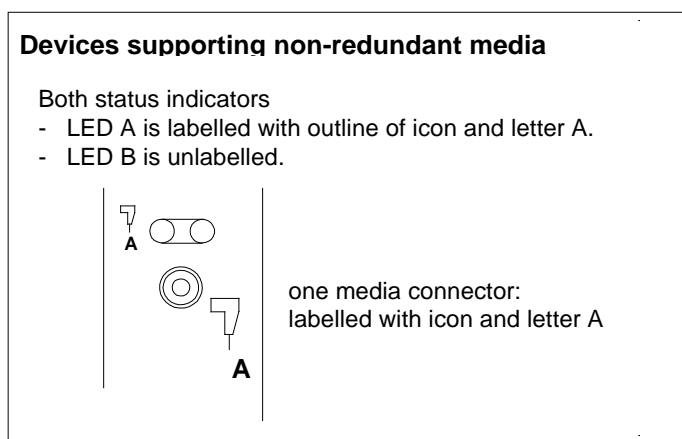 Devices supporting non-redundant media
Both status indicators
- LED A is labelled with outline of icon and letter A.
- LED B is unlabelled.
A
one media connector:
labelled with icon and letter A
A